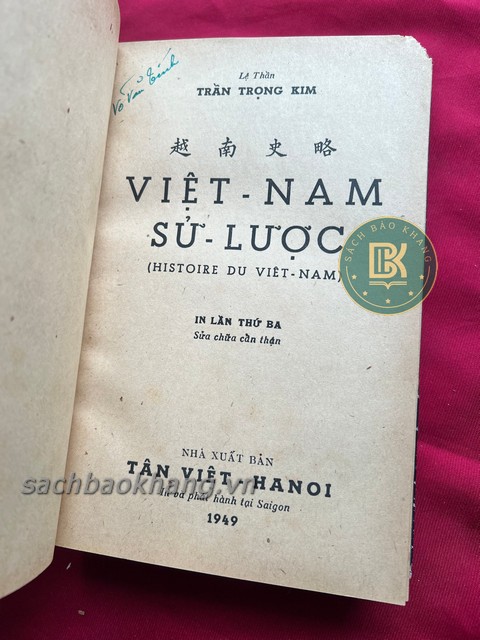 Lệ Thần
TRẦN TRỌNG KIM
越南史略
VIỆT - NAM
SỬ - LƯỢC
(HISTOIRE DU VIÊT-NAM)
SÁCH BẢO KHANG
BK
IN LẦN THỨ BA
Sửa chữa cẩn thận
NHÀ XUẤT BẢN
TÂN VIỆT - HANOI
sachbaokhang.vn
In và phát hành tại Saigon
1949